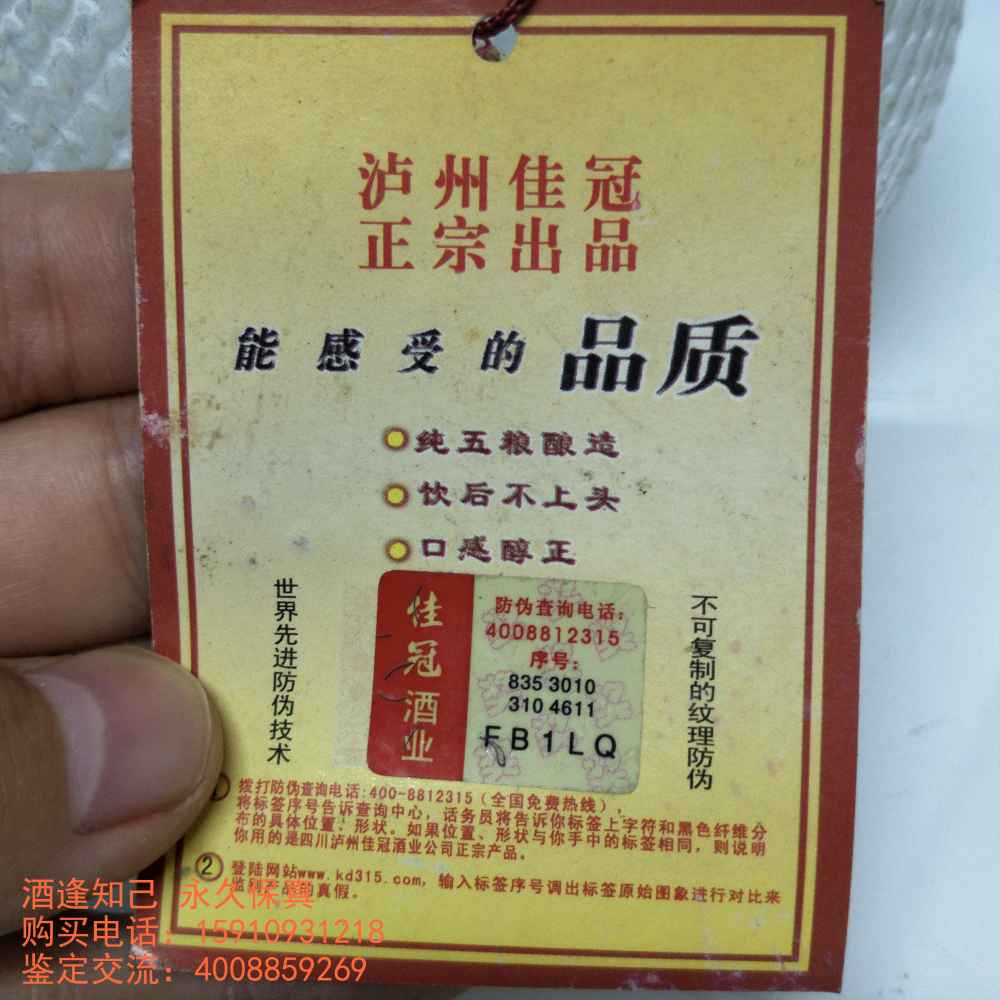 泸州佳冠
正宗出品
能感受的品质
纯五粮酿造
饮后不上头
口感醇正
世界先进防伪技术
佳冠酒业
防伪查询电话：
4008812315
序号：
835 3010
310 4611
FB1LQ
不可复制的纹理防伪
拨打防伪查询电话:400-8812315（全国免费热线），
将标签序号告诉查询中心，话务员将告诉你标签上字符和黑色纤维分
布的具体位置、形状。如果位置、形状与你手中的标签相同，则说明
你用的是四川泸州佳冠酒业公司正宗产品。
② 登陆网站www.kd315.com，输入标签序号调出标签原始图象进行对比来
真假。
酒逢知己 永久保真
购买电话：15910931218
鉴定交流：4008859269